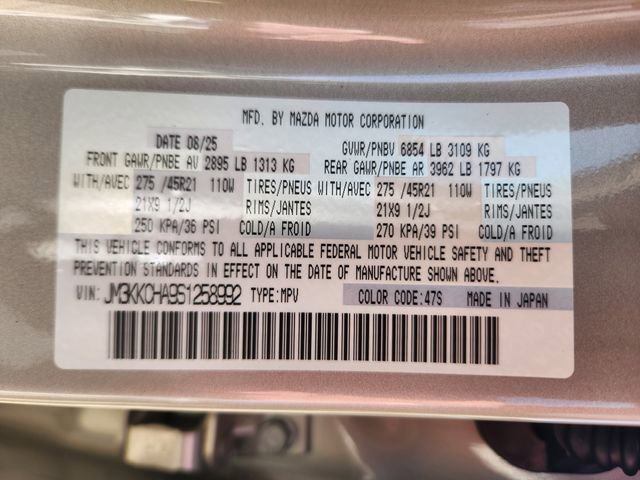 MFD. BY MAZDA MOTOR CORPORATION
DATE 08/25 GVWR/PNBV 6854 LB 3109 KG
FRONT GAWR/PNBE AV 2895 LB 1313 KG REAR GAWR/PNBE AR 3962 LB 1797 KG
WITH/AVEC 275 /45R21 110W TIRES/PNEUS WITH/AVEC 275 /45R21 110W TIRES/PNEUS
21X9 1/2J RIMS/JANTES 21X9 1/2J RIMS/JANTES
250 KPA/36 PSI COLD/A FROID 270 KPA/39 PSI COLD/A FROID
THIS VEHICLE CONFORMS TO ALL APPLICABLE FEDERAL MOTOR VEHICLE SAFETY AND THEFT
PREVENTION STANDARDS IN EFFECT ON THE DATE OF MANUFACTURE SHOWN ABOVE.
VIN: JM3KKCHA9S1258992 TYPE:MPV COLOR CODE:47S MADE IN JAPAN